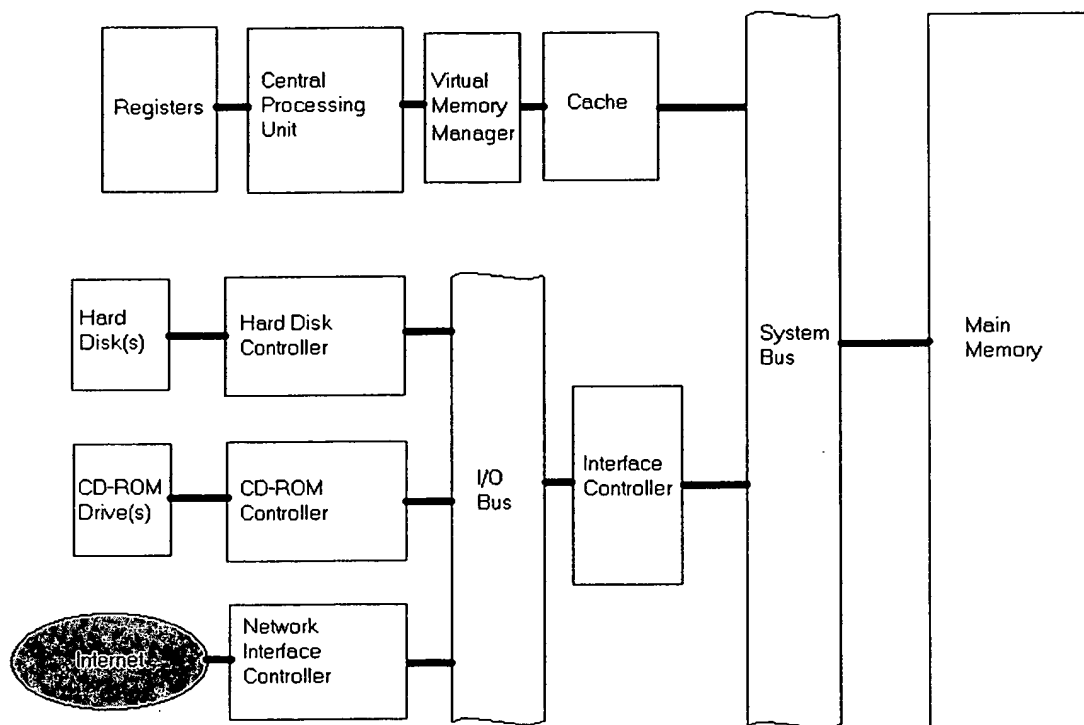 Registers
Central
Processing
Unit
Virtual
Memory
Manager
Cache
Hard
Disk(s)
Hard Disk
Controller
System
Bus
Main
Memory
CD-ROM
Drive(s)
CD-ROM
Controller
I/O
Bus
Interface
Controller
Internet
Network
Interface
Controller